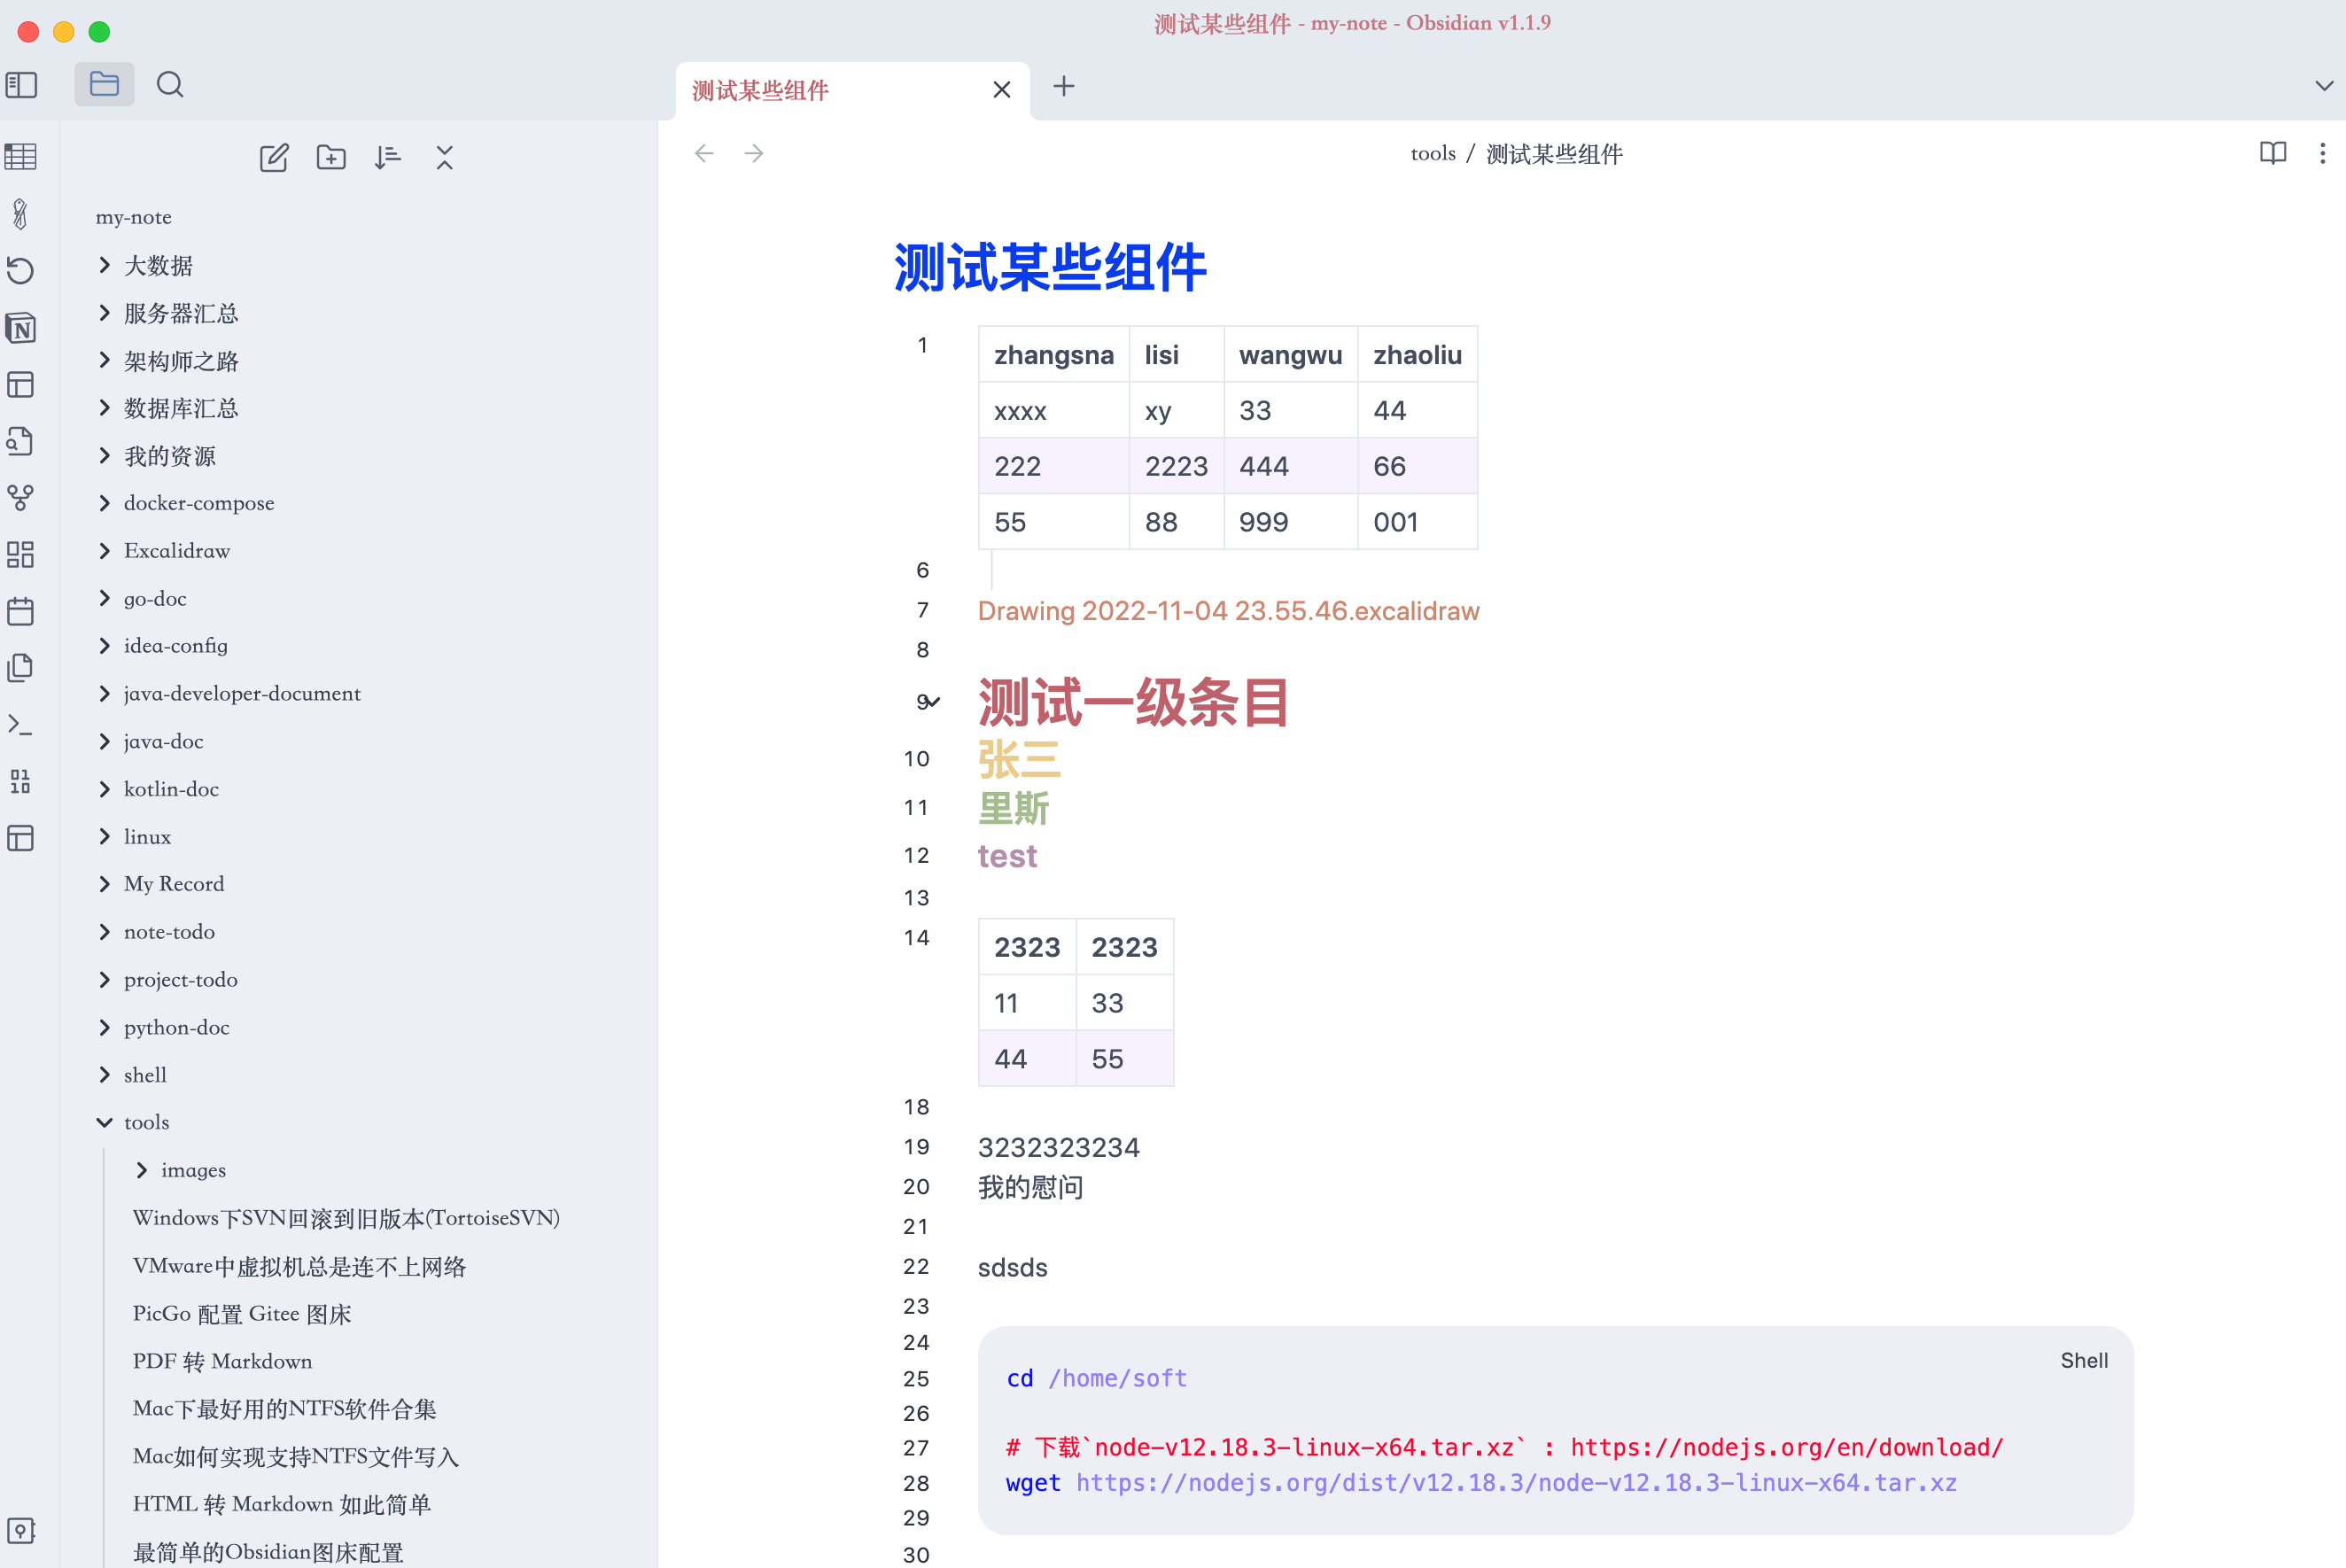 测试某些组件 - my-note - Obsidian v1.1.9
测试某些组件
tools / 测试某些组件
my-note
大数据
服务器汇总
架构师之路
数据库汇总
我的资源
docker-compose
Excalidraw
go-doc
idea-config
java-developer-document
java-doc
kotlin-doc
linux
My Record
note-todo
project-todo
python-doc
shell
tools
images
Windows下SVN回滚到旧版本(TortoiseSVN)
VMware中虚拟机总是连不上网络
PicGo 配置 Gitee 图床
PDF 转 Markdown
Mac下最好用的NTFS软件合集
Mac如何实现支持NTFS文件写入
HTML 转 Markdown 如此简单
最简单的Obsidian图床配置
测试某些组件
1 zhangsna lisi wangwu zhaoliu
xxxx xy 33 44
222 2223 444 66
55 88 999 001
6
7 Drawing 2022-11-04 23.55.46.excalidraw
8
9 测试一级条目
10 张三
11 里斯
12 test
13
14 2323 2323
11 33
44 55
18
19 3232323234
20 我的慰问
21
22 sdsds
23
24
Shell
25 cd /home/soft
26
27 # 下载`node-v12.18.3-linux-x64.tar.xz` : https://nodejs.org/en/download/
28 wget https://nodejs.org/dist/v12.18.3/node-v12.18.3-linux-x64.tar.xz
29
30